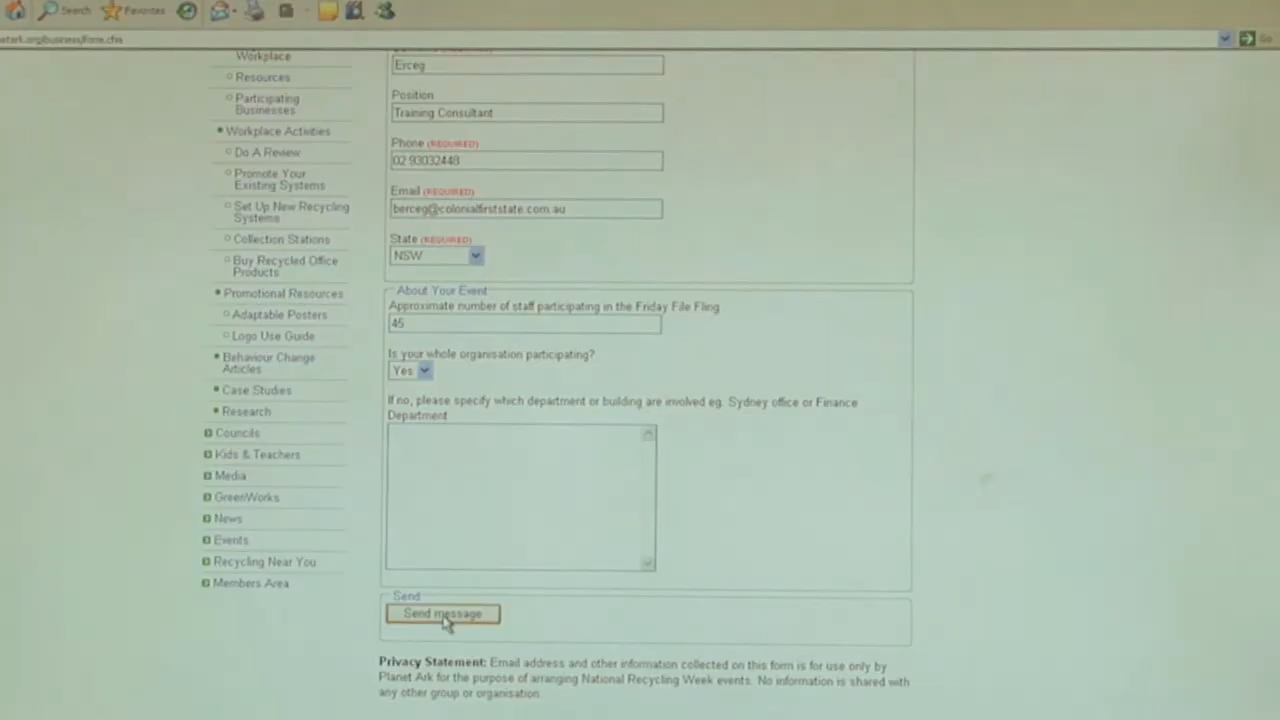 Search Favorites
Go
Workplace
Resources
Participating
Businesses
Workplace Activities
Do A Review
Promote Your
Existing Systems
Set Up New Recycling
Systems
Collection Stations
Buy Recycled Office
Products
Promotional Resources
Adaptable Posters
Logo Use Guide
Behaviour Change
Articles
Case Studies
Research
Councils
Kids & Teachers
Media
GreenWorks
News
Events
Recycling Near You
Members Area
Erceg
Position
Training Consultant
Phone (REQUIRED)
02 93032448
Email (REQUIRED)
berceg@colonialfirststate.com.au
State (REQUIRED)
NSW
About Your Event
Approximate number of staff participating in the Friday File Fling
45
Is your whole organisation participating?
Yes
If no, please specify which department or building are involved eg. Sydney office or Finance
Department
Send
Send message
Privacy Statement: Email address and other information collected on this form is for use only by
Planet Ark for the purpose of arranging National Recycling Week events. No information is shared with
any other group or organisation